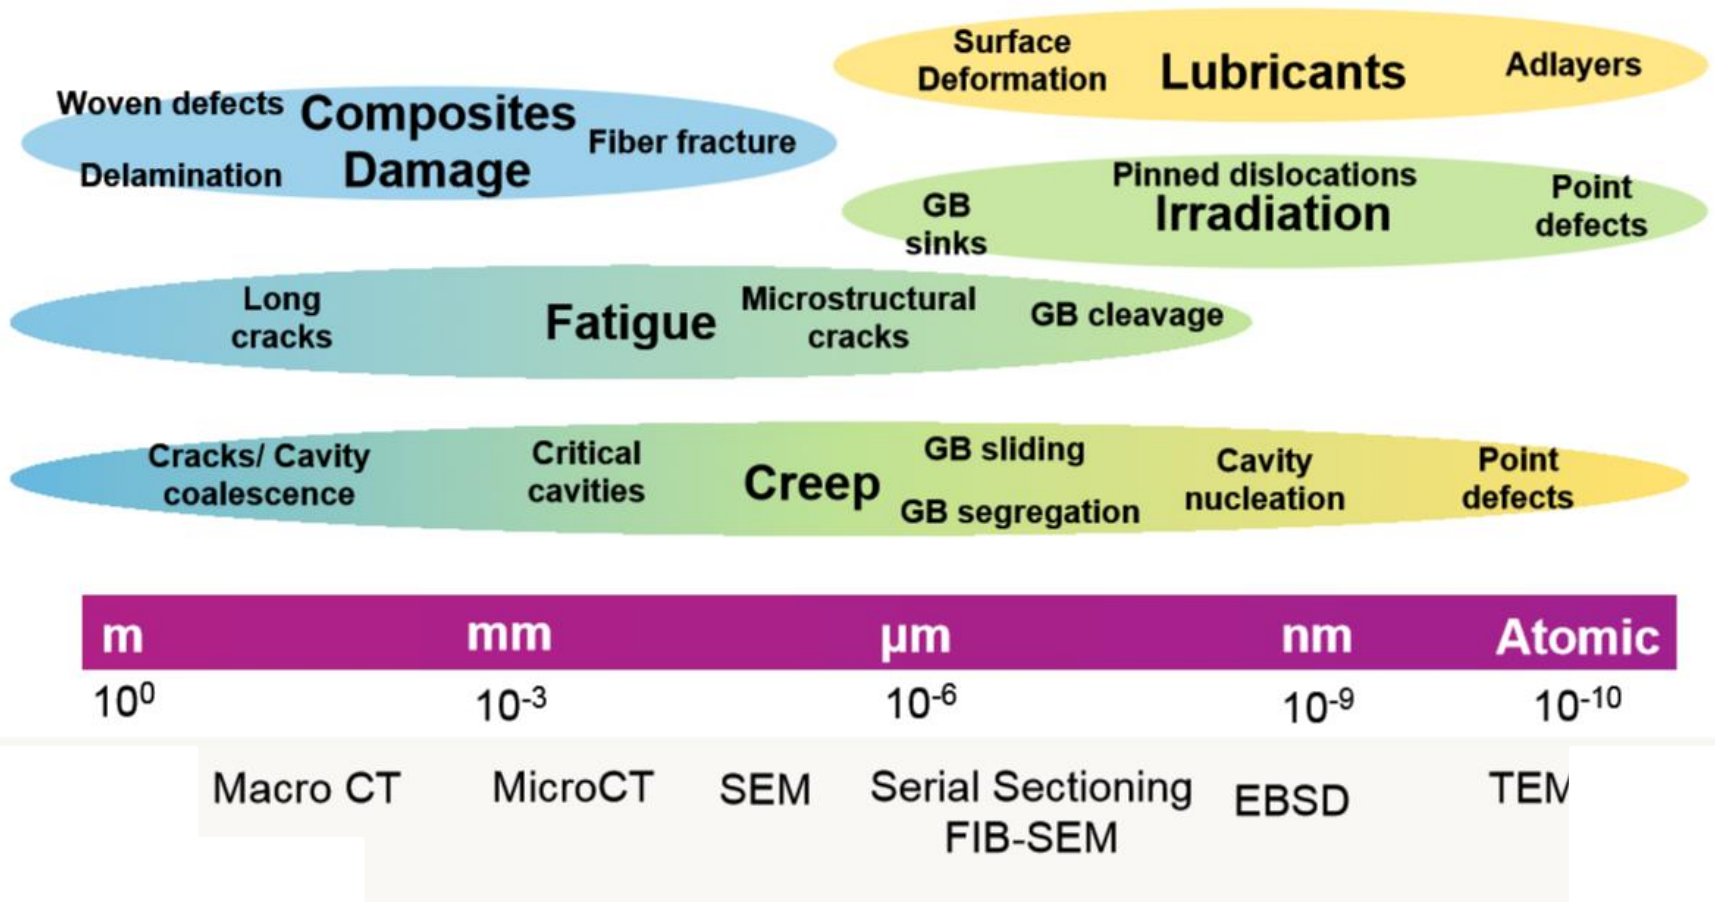 Surface
Deformation
Lubricants
Adlayers
Woven defects
Composites
Damage
Fiber fracture
Delamination
Pinned dislocations
Irradiation
GB
sinks
Point
defects
Long
cracks
Fatigue
Microstructural
cracks
GB cleavage
Cracks/ Cavity
coalescence
Critical
cavities
Creep
GB sliding
GB segregation
Cavity
nucleation
Point
defects
m mm µm nm Atomic
10⁰ 10⁻³ 10⁻⁶ 10⁻⁹ 10⁻¹⁰
Macro CT
MicroCT
SEM
Serial Sectioning
FIB-SEM
EBSD
TEM